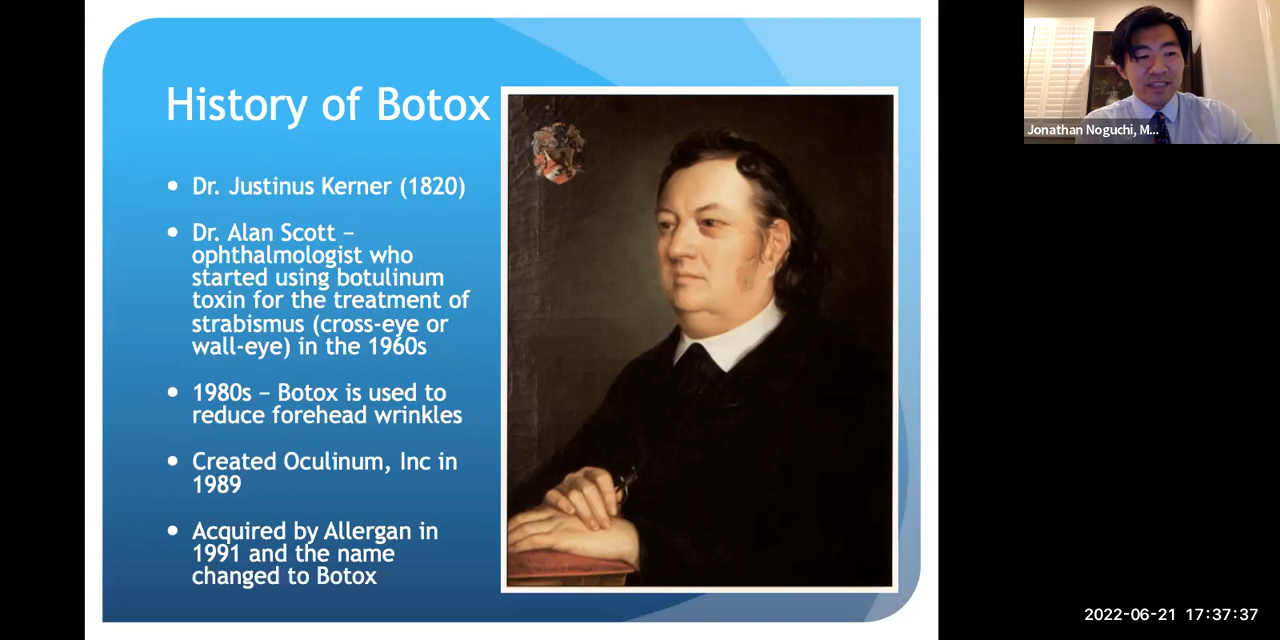 History of Botox
• Dr. Justinus Kerner (1820)
• Dr. Alan Scott –
ophthalmologist who
started using botulinum
toxin for the treatment of
strabismus (cross-eye or
wall-eye) in the 1960s
• 1980s – Botox is used to
reduce forehead wrinkles
• Created Oculinum, Inc in
1989
• Acquired by Allergan in
1991 and the name
changed to Botox
Jonathan Noguchi, M...
2022-06-21 17:37:37